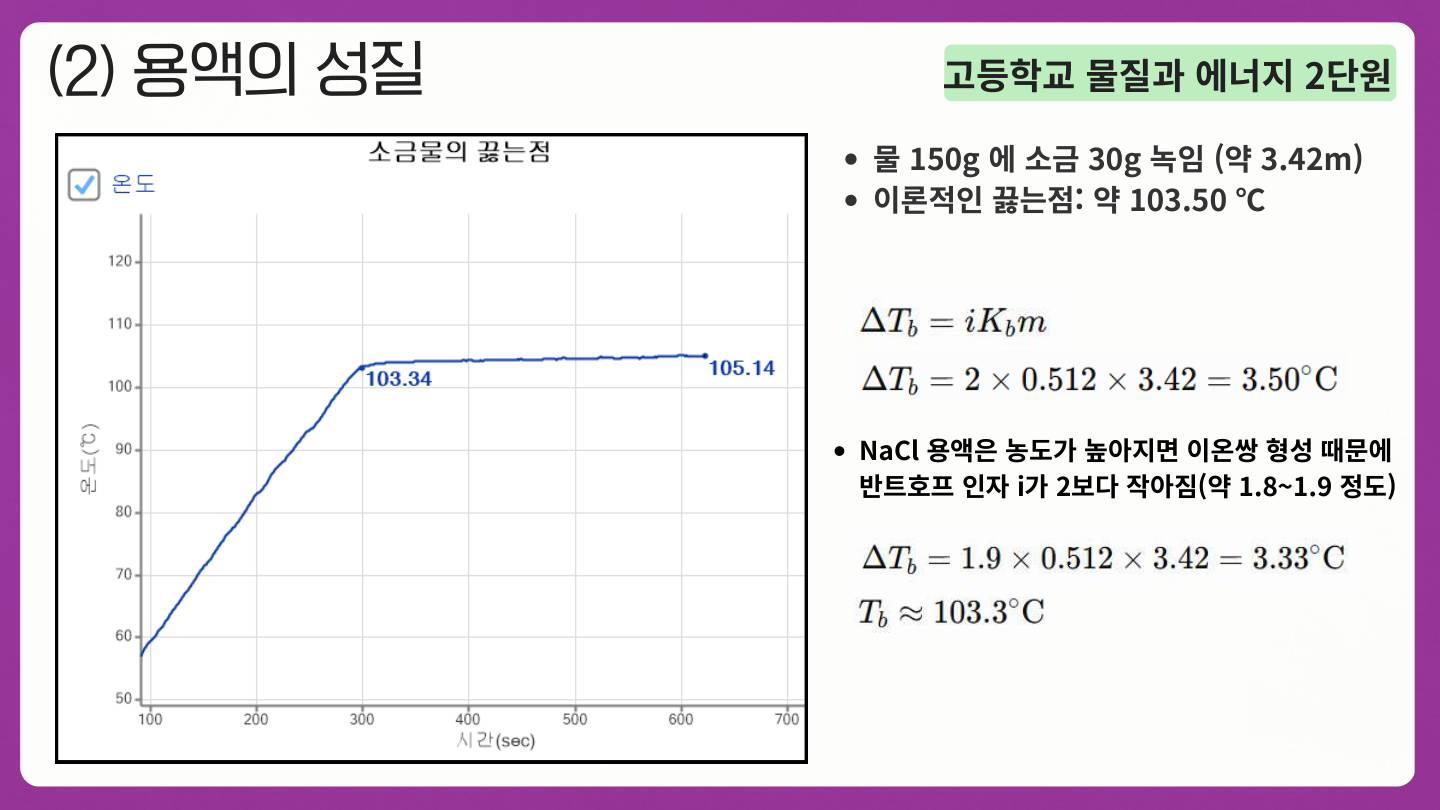 (2) 용액의 성질
고등학교 물질과 에너지 2단원
소금물의 끓는점
온도
120
110
100
90
80
70
60
50
온도(℃)
103.34
105.14
100
200
300
400
500
600
700
시간(sec)
• 물 150g 에 소금 30g 녹임 (약 3.42m)
• 이론적인 끓는점: 약 103.50 ℃
ΔT_b = iK_bm
ΔT_b = 2 × 0.512 × 3.42 = 3.50°C
• NaCl 용액은 농도가 높아지면 이온쌍 형성 때문에
반트호프 인자 i가 2보다 작아짐(약 1.8~1.9 정도)
ΔT_b = 1.9 × 0.512 × 3.42 = 3.33°C
T_b ≈ 103.3°C